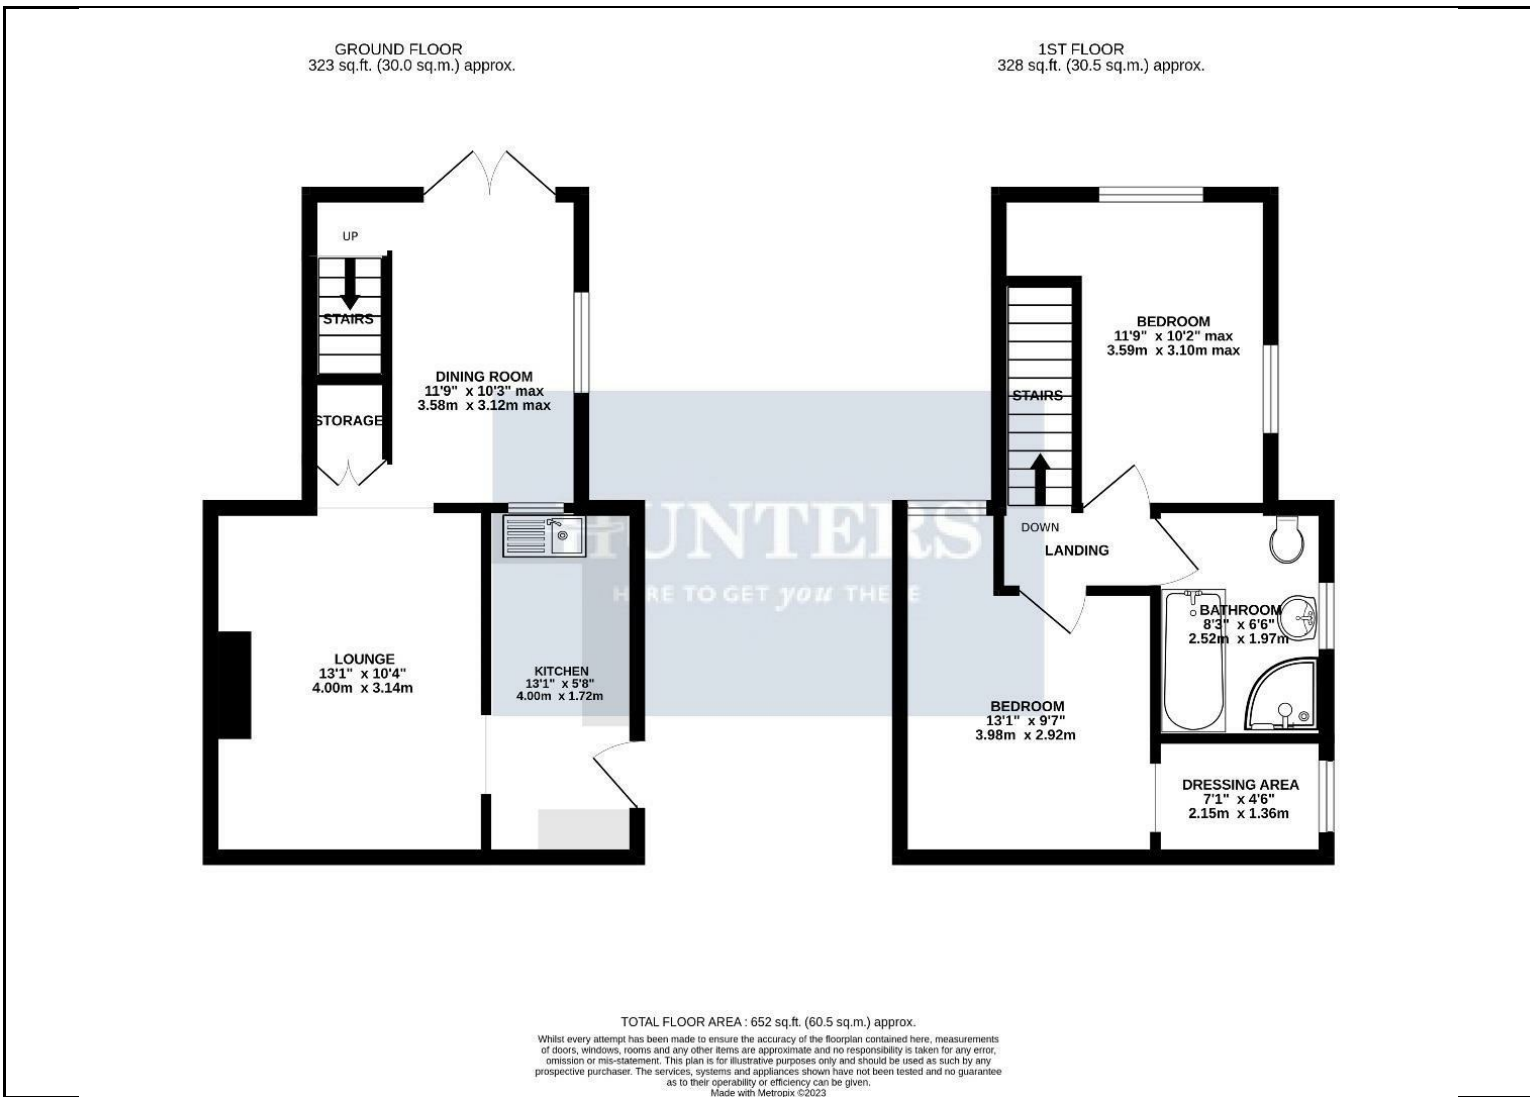 GROUND FLOOR
323 sq.ft. (30.0 sq.m.) approx.
UP
STAIRS
STORAGE
DINING ROOM
11'9" x 10'3" max
3.58m x 3.12m max
LOUNGE
13'1" x 10'4"
4.00m x 3.14m
KITCHEN
13'1" x 5'8"
4.00m x 1.72m
1ST FLOOR
328 sq.ft. (30.5 sq.m.) approx.
BEDROOM
11'9" x 10'2" max
3.59m x 3.10m max
STAIRS
DOWN
LANDING
BATHROOM
8'3" x 6'6"
2.52m x 1.97m
BEDROOM
13'1" x 9'7"
3.98m x 2.92m
DRESSING AREA
7'1" x 4'6"
2.15m x 1.36m
HUNTERS
HERE TO GET you THERE
TOTAL FLOOR AREA : 652 sq.ft. (60.5 sq.m.) approx.
Whilst every attempt has been made to ensure the accuracy of the floorplan contained here, measurements
of doors, windows, rooms and any other items are approximate and no responsibility is taken for any error,
omission or mis-statement. This plan is for illustrative purposes only and should be used as such by any
prospective purchaser. The services, systems and appliances shown have not been tested and no guarantee
as to their operability or efficiency can be given.
Made with Metropix ©2023